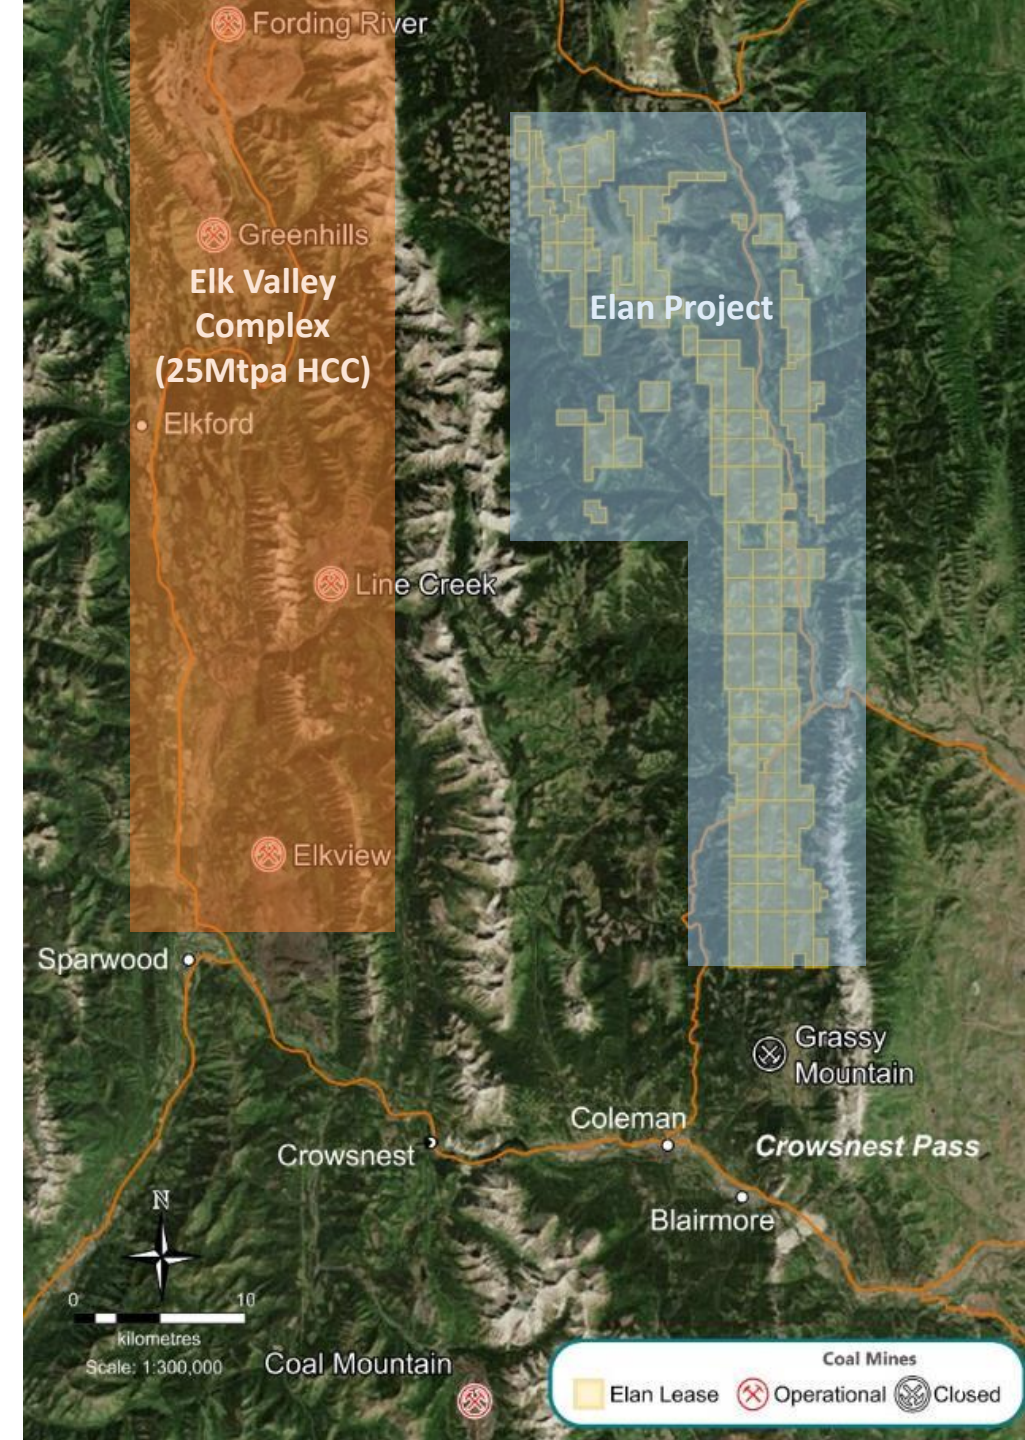 Fording River
Greenhills
Elk Valley
Complex
(25Mtpa HCC)
Elan Project
Elkford
Line Creek
Elkview
Sparwood
Grassy
Mountain
Coleman
Crowsnest Pass
Crowsnest
Blairmore
N
0 10
kilometres
Scale: 1:300,000
Coal Mountain
Coal Mines
Elan Lease Operational Closed